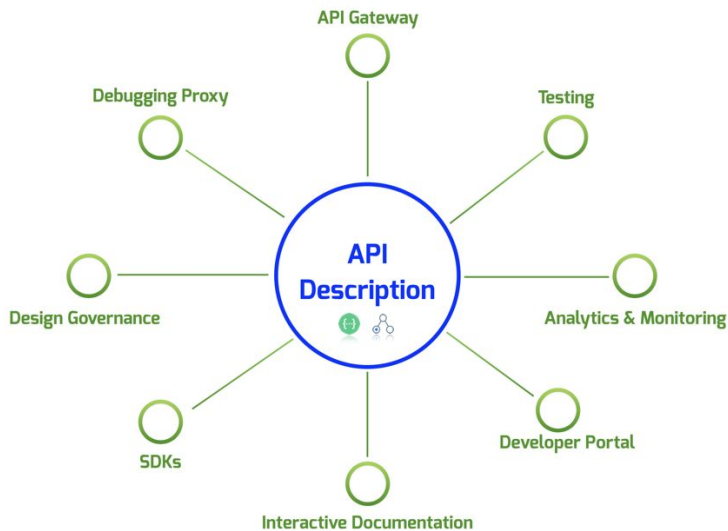 API Gateway
Debugging Proxy
Testing
API
Description
{···}
Design Governance
Analytics & Monitoring
SDKs
Developer Portal
Interactive Documentation